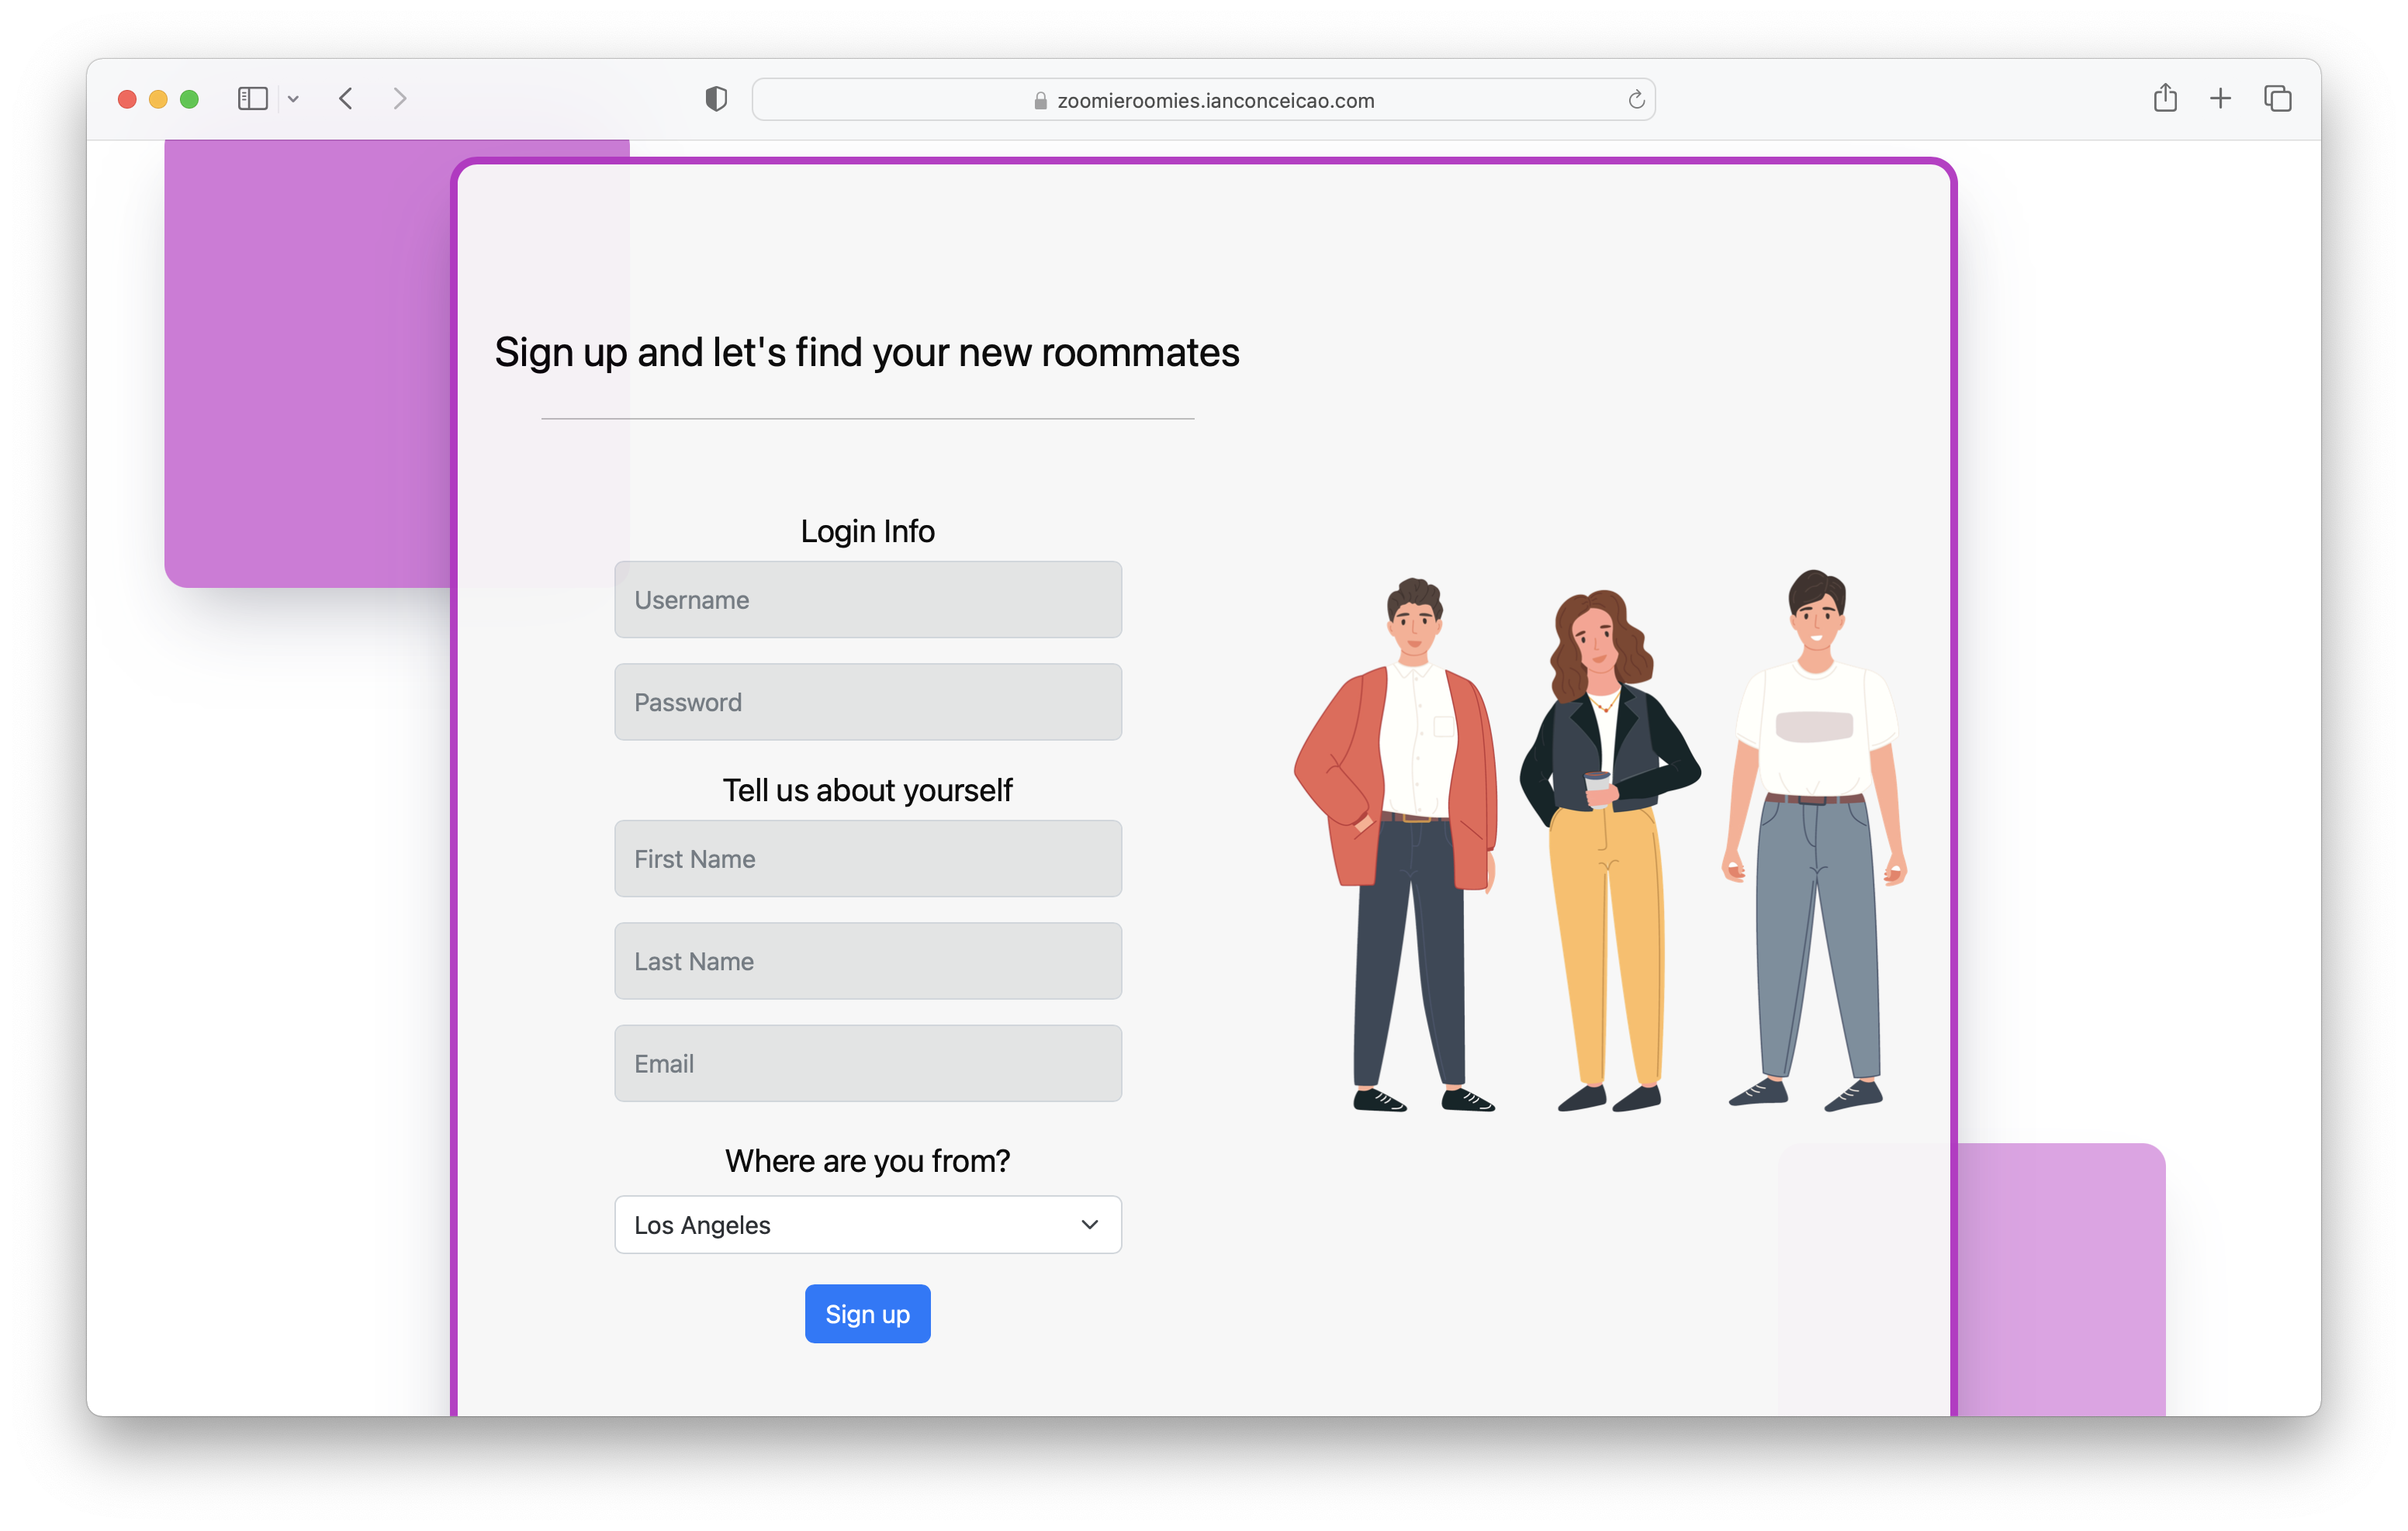 zoomieroomies.ianconceicao.com
Sign up and let's find your new roommates
Login Info
Username
Password
Tell us about yourself
First Name
Last Name
Email
Where are you from?
Los Angeles
Sign up